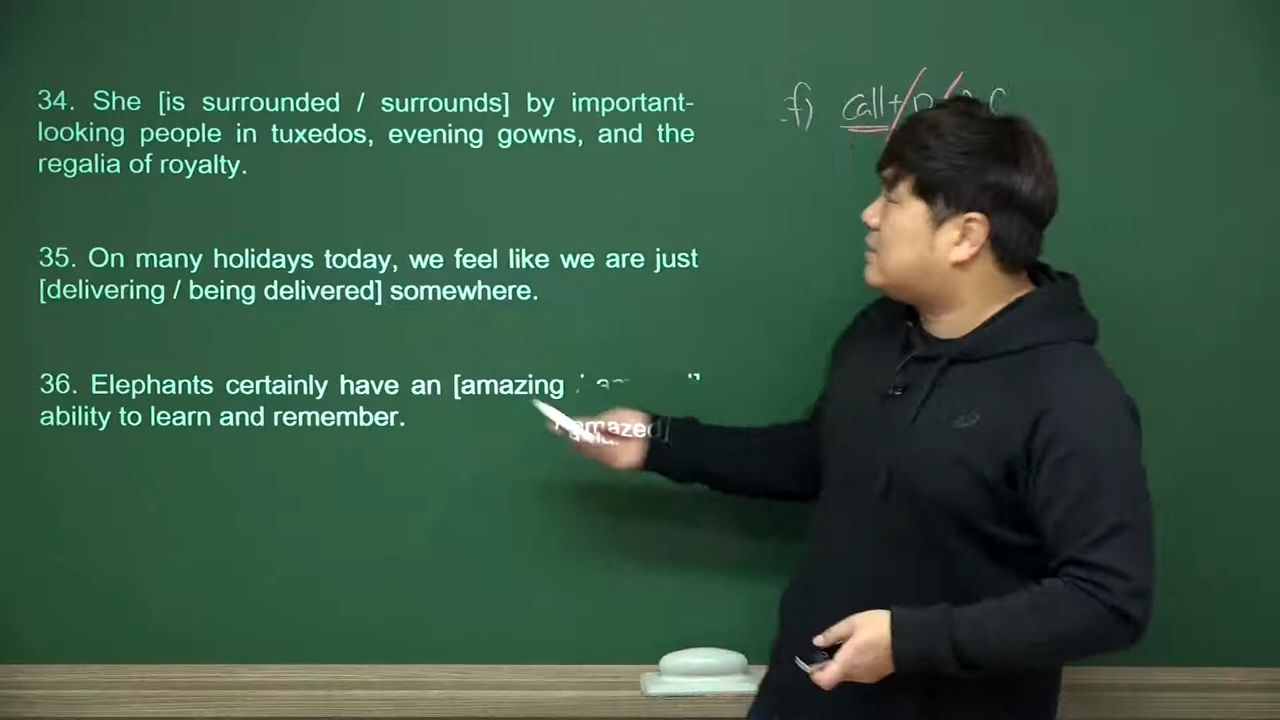 34. She [is surrounded / surrounds] by important-
looking people in tuxedos, evening gowns, and the
regalia of royalty.
35. On many holidays today, we feel like we are just
[delivering / being delivered] somewhere.
36. Elephants certainly have an [amazing / amazed]
ability to learn and remember.
call+